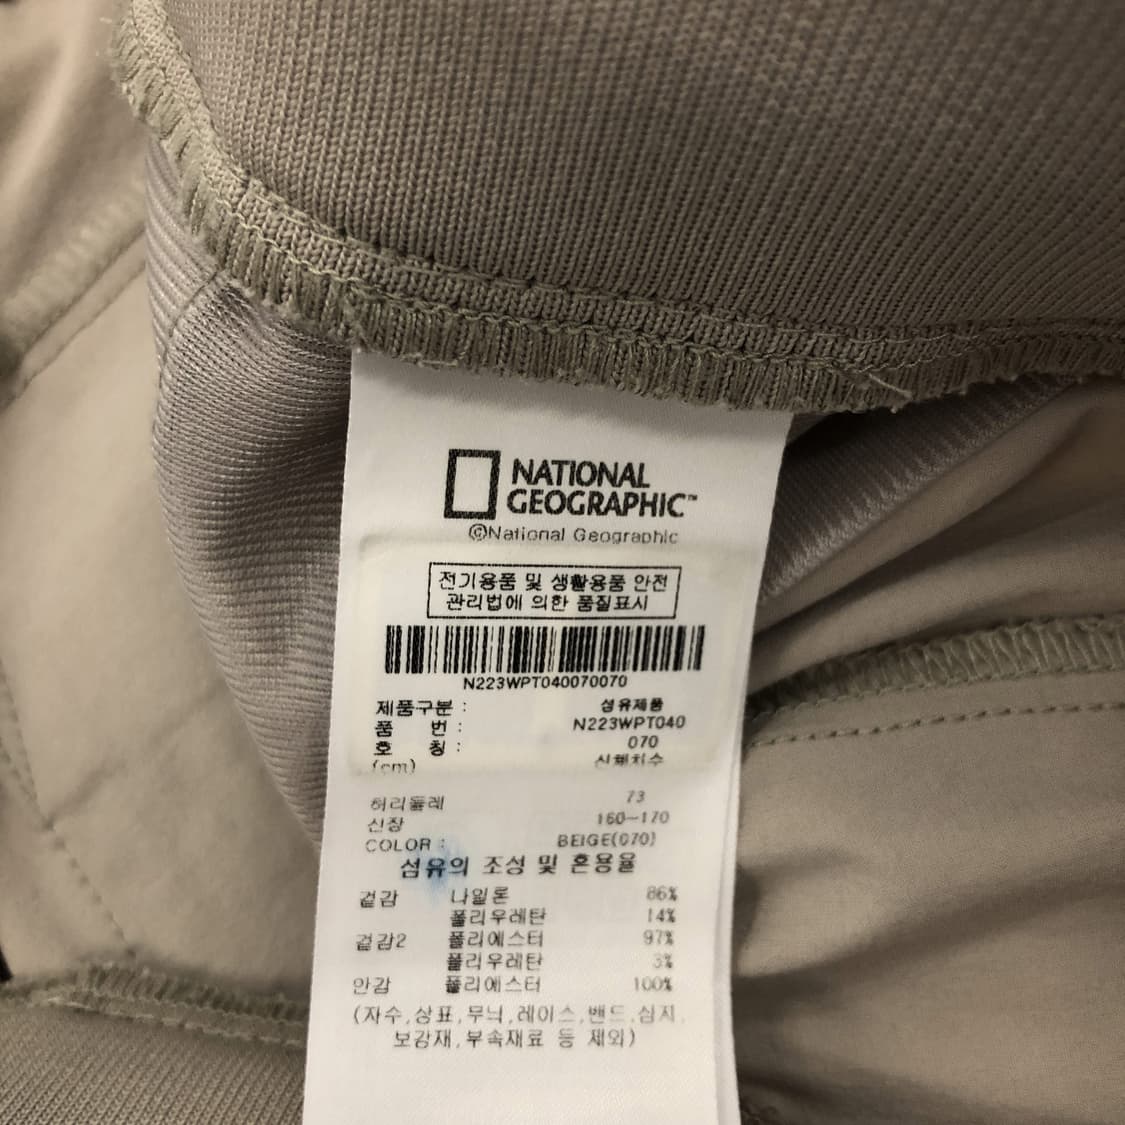 NATIONAL
GEOGRAPHIC™
©National Geographic
전기용품 및 생활용품 안전
관리법에 의한 품질표시
N223WPT040070070
제품구분 : 섬유제품
품 번 : N223WPT040
호 칭 : 070
(cm) 신체치수
허리둘레 73
신장 160-170
COLOR : BEIGE(070)
섬유의 조성 및 혼용율
겉감 나일론 86%
폴리우레탄 14%
겉감2 폴리에스터 97%
폴리우레탄 3%
안감 폴리에스터 100%
(자수,상표,무늬,레이스,밴드,심지,
보강재,부속재료 등 제외)